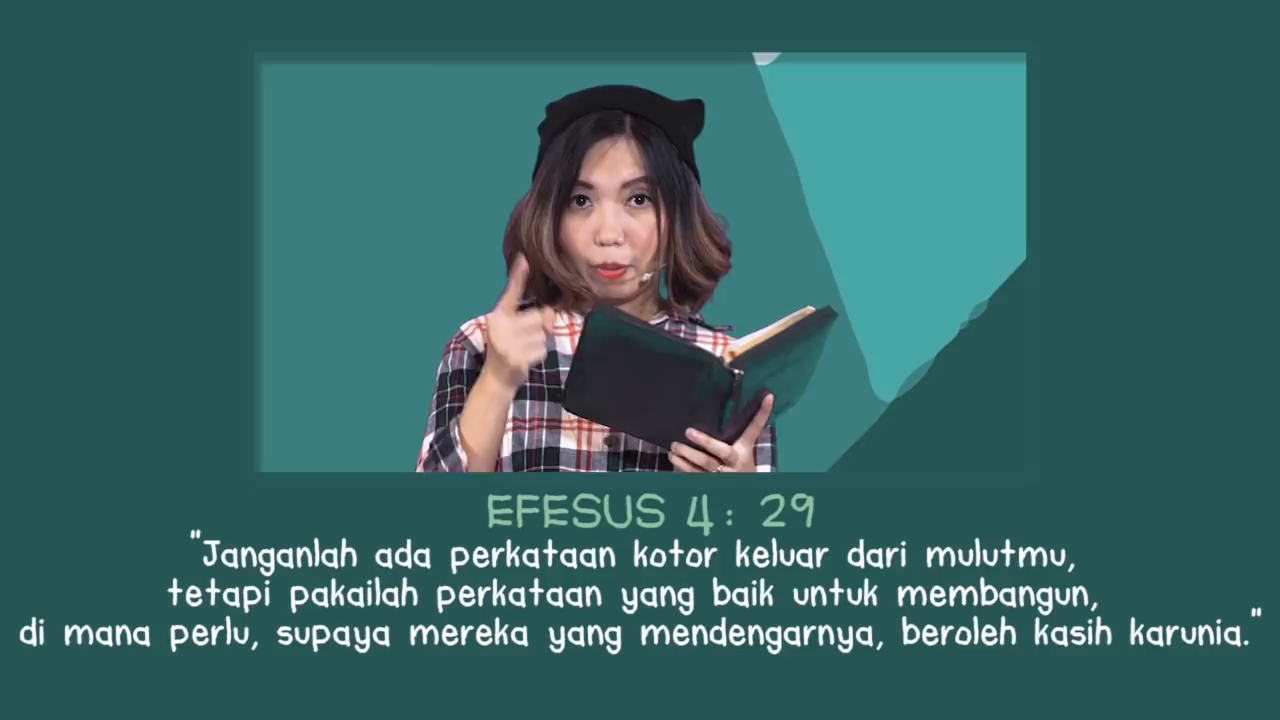 EFESUS 4: 29
"Janganlah ada perkataan kotor keluar dari mulutmu,
tetapi pakailah perkataan yang baik untuk membangun,
di mana perlu, supaya mereka yang mendengarnya, beroleh kasih karunia."